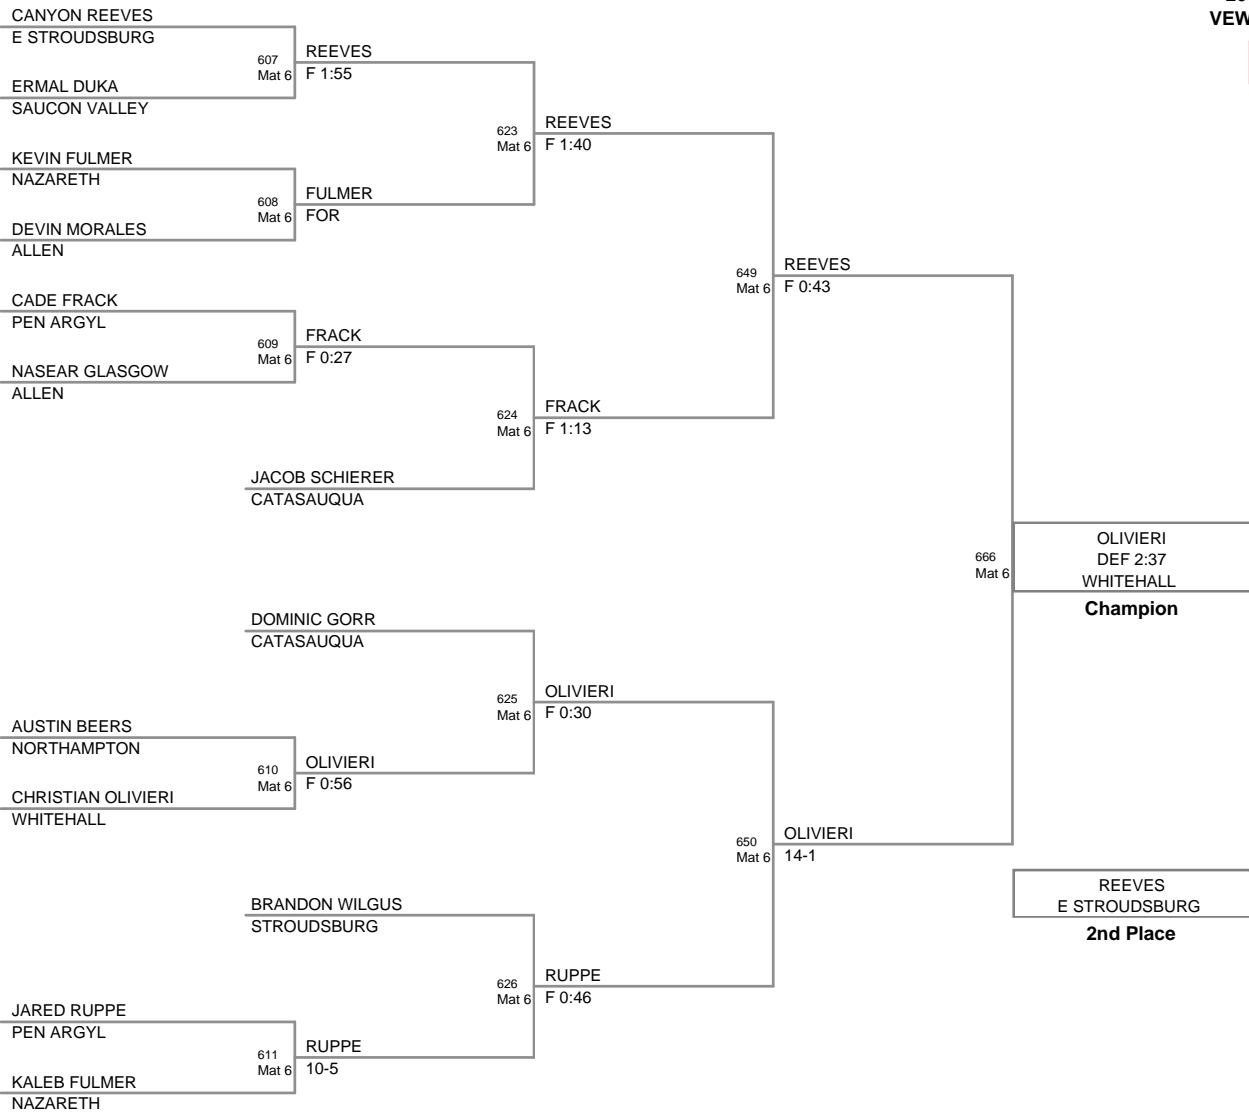 VEW
CANYON REEVES
E STROUDSBURG
607
Mat 6
REEVES
F 1:55
ERMAL DUKA
SAUCON VALLEY
623
Mat 6
REEVES
F 1:40
KEVIN FULMER
NAZARETH
608
Mat 6
FULMER
FOR
DEVIN MORALES
ALLEN
649
Mat 6
REEVES
F 0:43
CADE FRACK
PEN ARGYL
609
Mat 6
FRACK
F 0:27
NASEAR GLASGOW
ALLEN
624
Mat 6
FRACK
F 1:13
JACOB SCHIERER
CATASAUQUA
666
Mat 6
OLIVIERI
DEF 2:37
WHITEHALL
Champion
DOMINIC GORR
CATASAUQUA
625
Mat 6
OLIVIERI
F 0:30
AUSTIN BEERS
NORTHAMPTON
610
Mat 6
OLIVIERI
F 0:56
CHRISTIAN OLIVIERI
WHITEHALL
650
Mat 6
OLIVIERI
14-1
REEVES
E STROUDSBURG
2nd Place
BRANDON WILGUS
STROUDSBURG
626
Mat 6
RUPPE
F 0:46
JARED RUPPE
PEN ARGYL
611
Mat 6
RUPPE
10-5
KALEB FULMER
NAZARETH